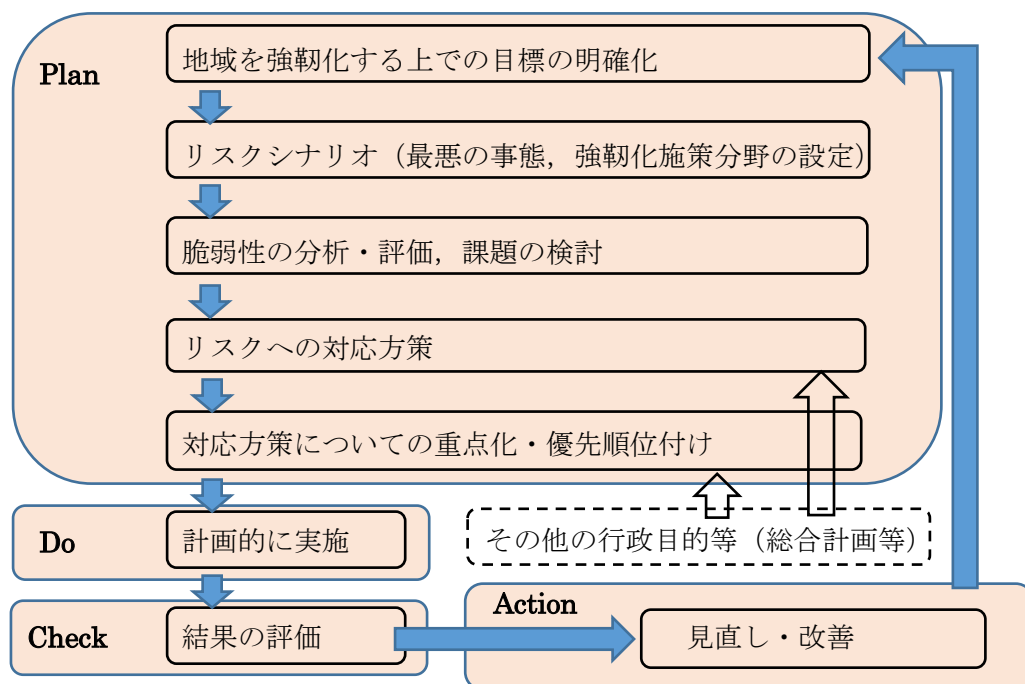 Plan
地域を強靭化する上での目標の明確化
リスクシナリオ（最悪の事態，強靭化施策分野の設定）
脆弱性の分析・評価，課題の検討
リスクへの対応方策
対応方策についての重点化・優先順位付け
Do
計画的に実施
その他の行政目的等（総合計画等）
Check
結果の評価
Action
見直し・改善